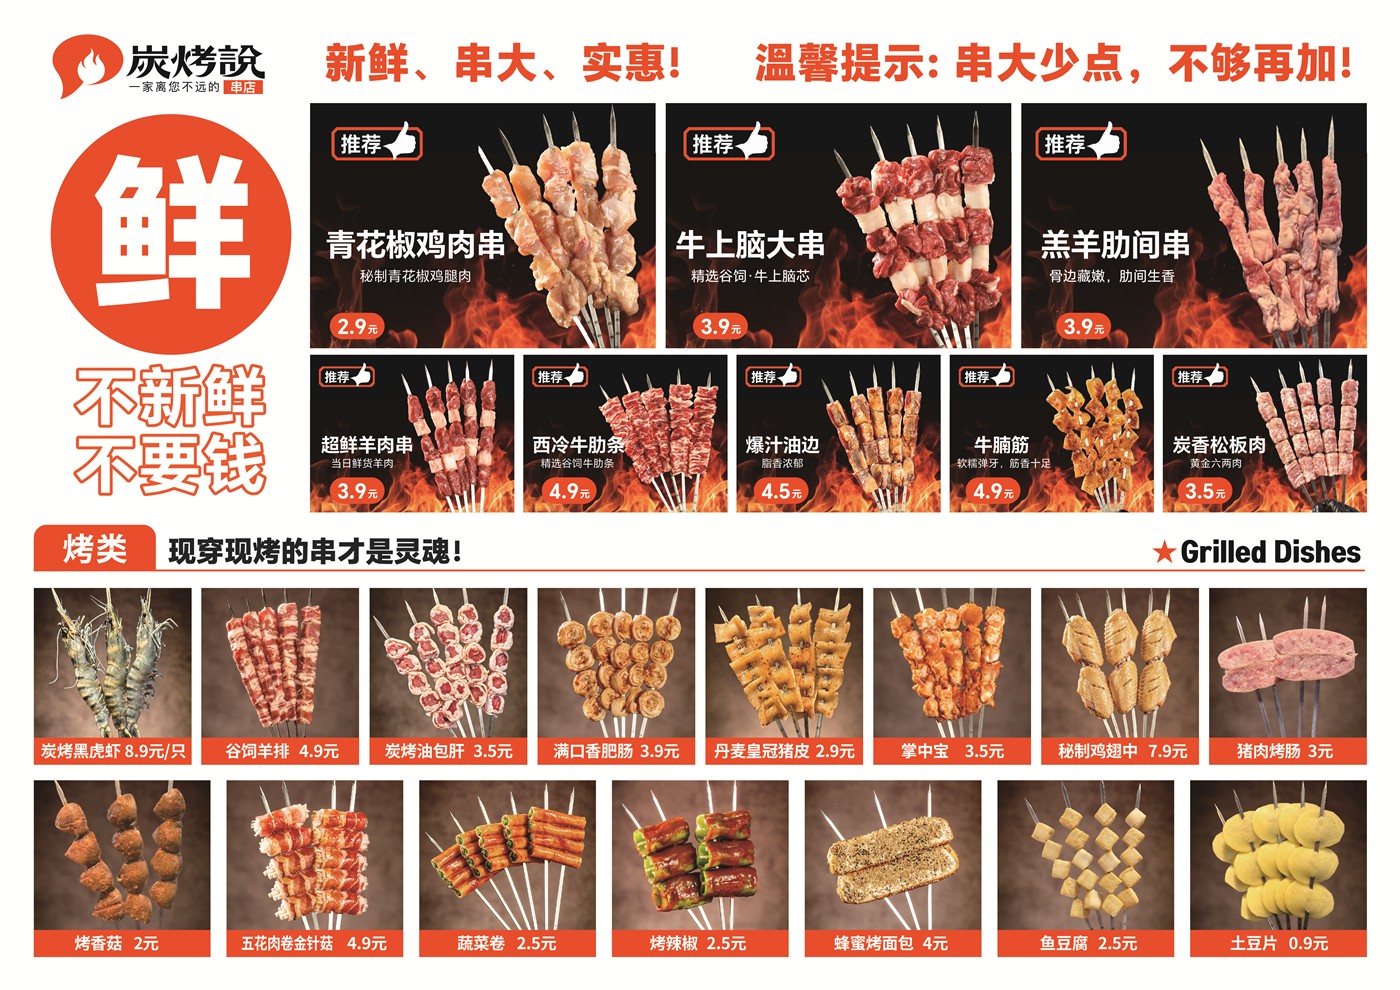 炭烤說
一家离您不远的 串店
新鲜、串大、实惠!
溫馨提示: 串大少点，不够再加!
鲜
不新鲜
不要钱
推荐
青花椒鸡肉串
秘制青花椒鸡腿肉
2.9元
推荐
牛上脑大串
精选谷饲·牛上脑芯
3.9元
推荐
羔羊肋间串
骨边藏嫩，肋间生香
3.9元
推荐
超鲜羊肉串
当日鲜货羊肉
3.9元
推荐
西冷牛肋条
精选谷饲牛肋条
4.9元
推荐
爆汁油边
脂香浓郁
4.5元
推荐
牛腩筋
软糯弹牙，筋香十足
4.9元
推荐
炭香松板肉
黄金六两肉
3.5元
烤类
现穿现烤的串才是灵魂!
★Grilled Dishes
炭烤黑虎虾 8.9元/只
谷饲羊排 4.9元
炭烤油包肝 3.5元
满口香肥肠 3.9元
丹麦皇冠猪皮 2.9元
掌中宝 3.5元
秘制鸡翅中 7.9元
猪肉烤肠 3元
烤香菇 2元
五花肉卷金针菇 4.9元
蔬菜卷 2.5元
烤辣椒 2.5元
蜂蜜烤面包 4元
鱼豆腐 2.5元
土豆片 0.9元